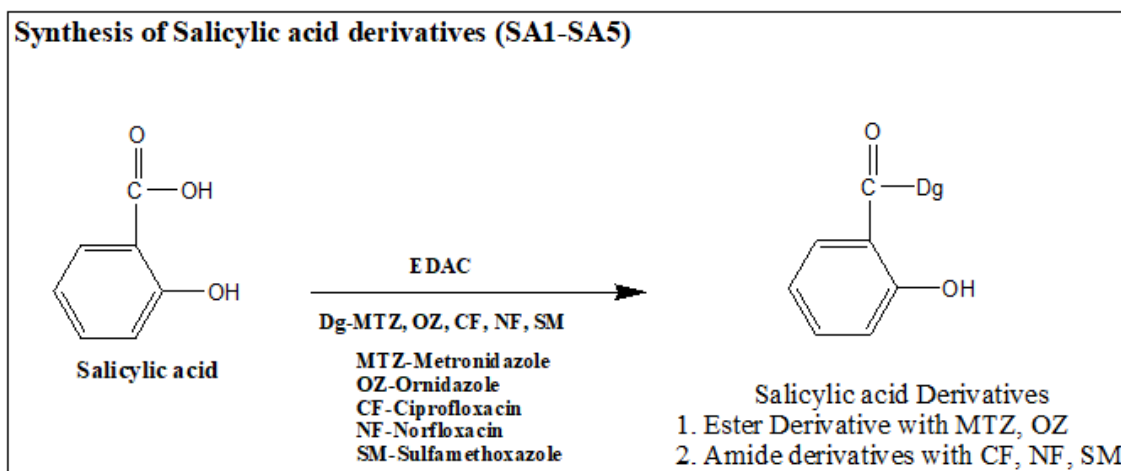 Synthesis of Salicylic acid derivatives (SA1-SA5)
O
C
OH
OH
Salicylic acid
EDAC
Dg-MTZ, OZ, CF, NF, SM
MTZ-Metronidazole
OZ-Ornidazole
CF-Ciprofloxacin
NF-Norfloxacin
SM-Sulfamethoxazole
O
C
Dg
OH
Salicylic acid Derivatives
1. Ester Derivative with MTZ, OZ
2. Amide derivatives with CF, NF, SM